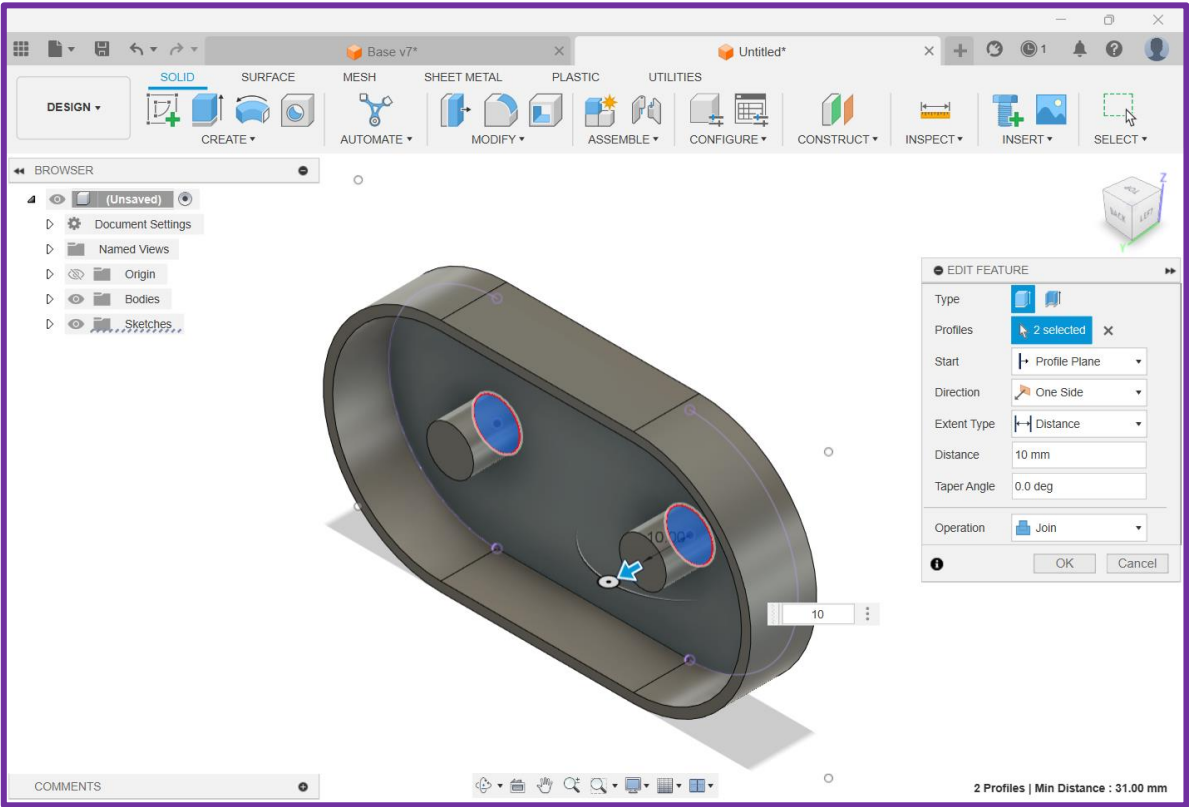 Base v7*
Untitled*
1
SOLID SURFACE MESH SHEET METAL PLASTIC UTILITIES
DESIGN
CREATE AUTOMATE MODIFY ASSEMBLE CONFIGURE CONSTRUCT INSPECT INSERT SELECT
BROWSER
(Unsaved)
Document Settings
Named Views
Origin
Bodies
Sketches
Z
BACK LEFT
Y
EDIT FEATURE
Type
Profiles 2 selected
Start Profile Plane
Direction One Side
Extent Type Distance
Distance 10 mm
Taper Angle 0.0 deg
Operation Join
OK Cancel
10
COMMENTS
2 Profiles | Min Distance : 31.00 mm